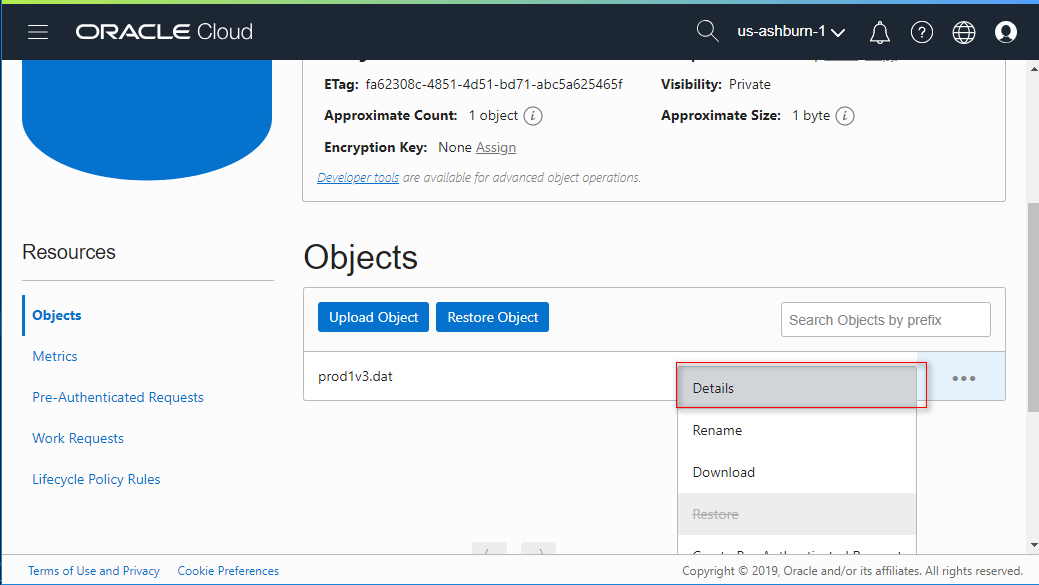 ORACLE Cloud
us-ashburn-1
ETag: fa62308c-4851-4d51-bd71-abc5a625465f
Visibility: Private
Approximate Count: 1 object
Approximate Size: 1 byte
Encryption Key: None Assign
Developer tools are available for advanced object operations.
Resources
Objects
Metrics
Pre-Authenticated Requests
Work Requests
Lifecycle Policy Rules
Objects
Upload Object
Restore Object
Search Objects by prefix
prod1v3.dat
Details
Rename
Download
Restore
Terms of Use and Privacy
Cookie Preferences
Copyright © 2019, Oracle and/or its affiliates. All rights reserved.